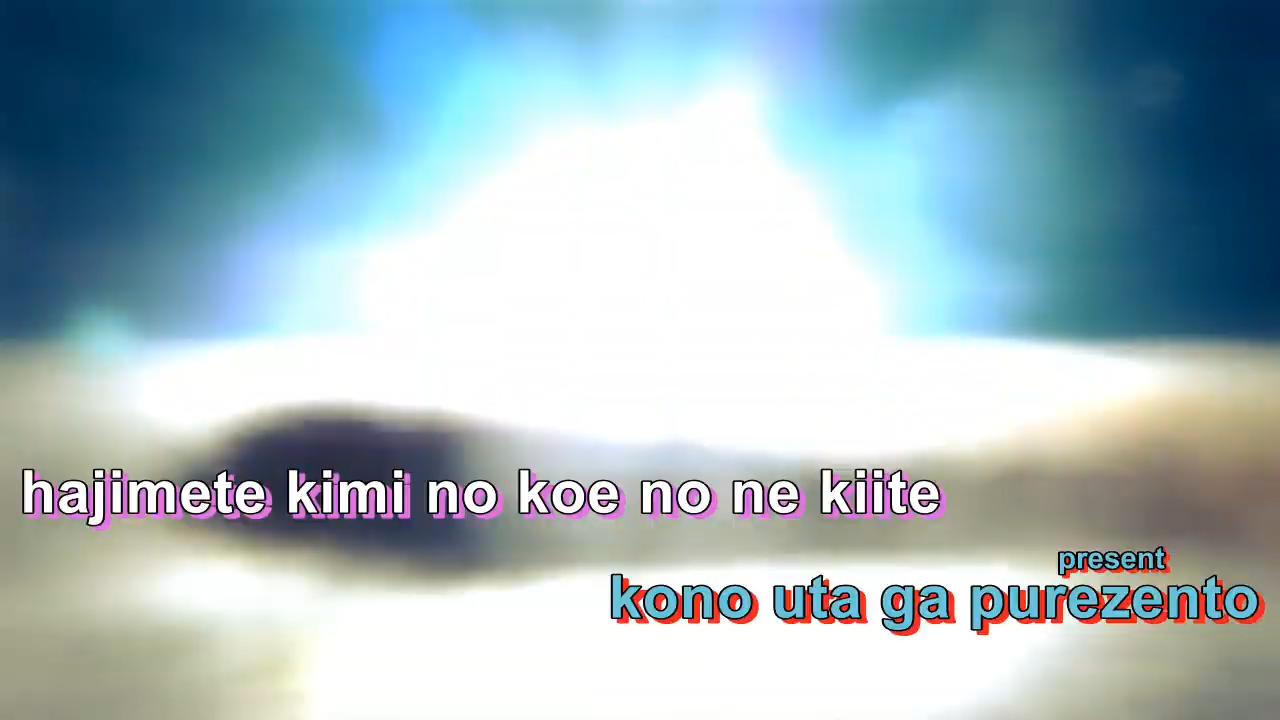 hajimete kimi no koe no ne kiite
present
kono uta ga purezento